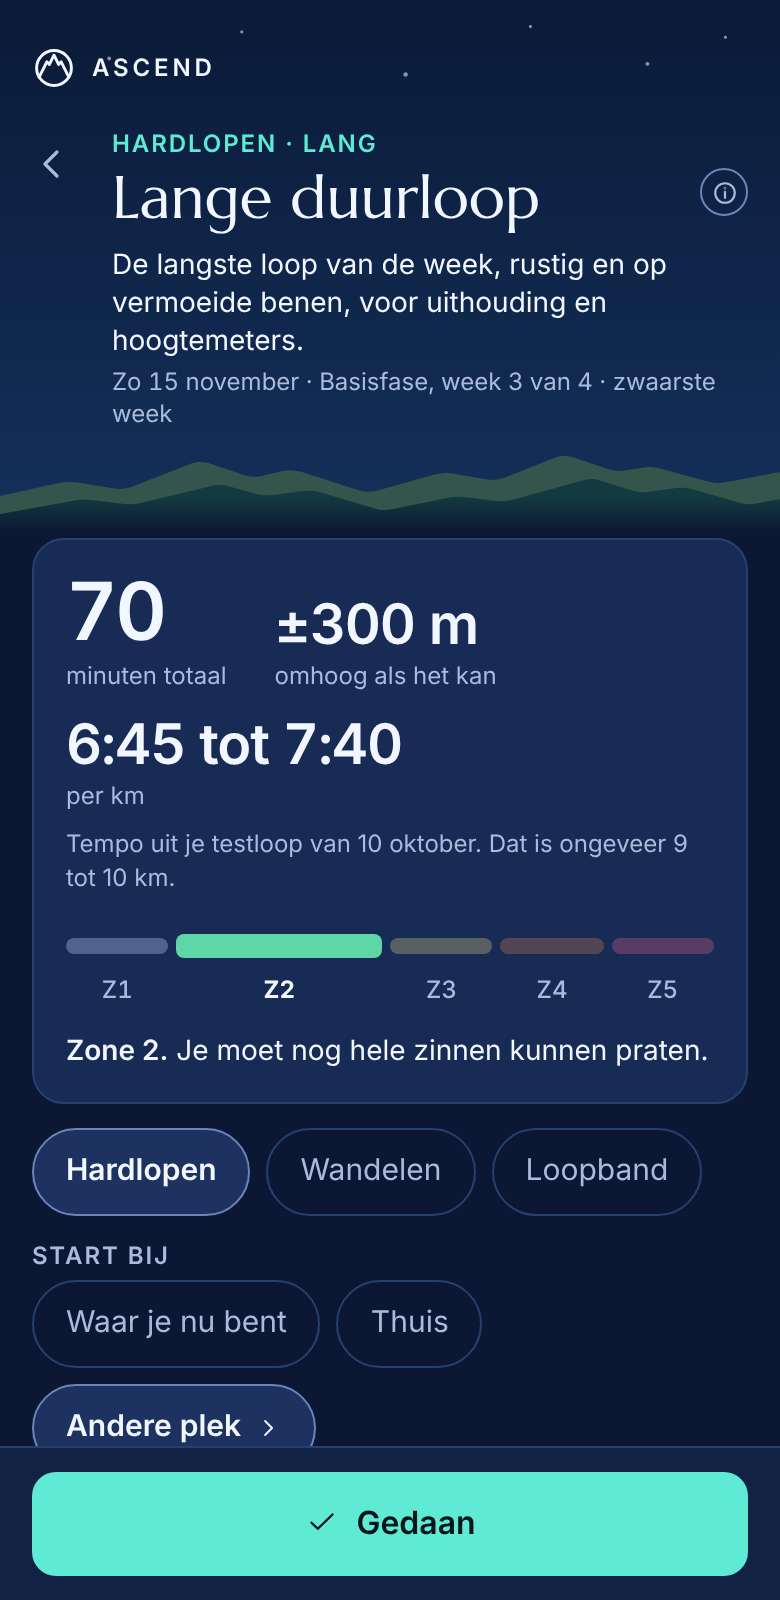 ASCEND
HARDLOPEN · LANG
Lange duurloop
De langste loop van de week, rustig en op
vermoeide benen, voor uithouding en
hoogtemeters.
Zo 15 november · Basisfase, week 3 van 4 · zwaarste
week
70
minuten totaal
±300 m
omhoog als het kan
6:45 tot 7:40
per km
Tempo uit je testloop van 10 oktober. Dat is ongeveer 9
tot 10 km.
Z1 Z2 Z3 Z4 Z5
Zone 2. Je moet nog hele zinnen kunnen praten.
Hardlopen Wandelen Loopband
START BIJ
Waar je nu bent Thuis
Andere plek
Gedaan